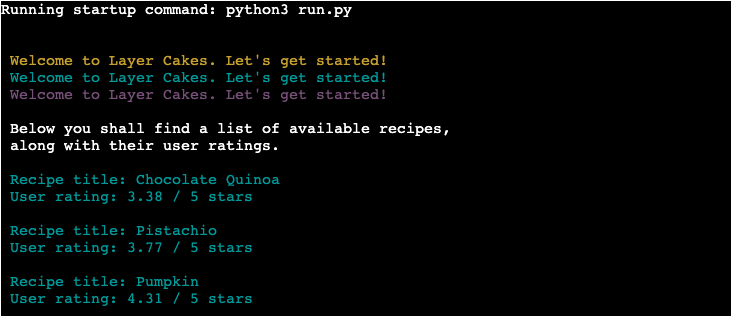 Running startup command: python3 run.py
Welcome to Layer Cakes. Let's get started!
Welcome to Layer Cakes. Let's get started!
Welcome to Layer Cakes. Let's get started!
Below you shall find a list of available recipes,
along with their user ratings.
Recipe title: Chocolate Quinoa
User rating: 3.38 / 5 stars
Recipe title: Pistachio
User rating: 3.77 / 5 stars
Recipe title: Pumpkin
User rating: 4.31 / 5 stars